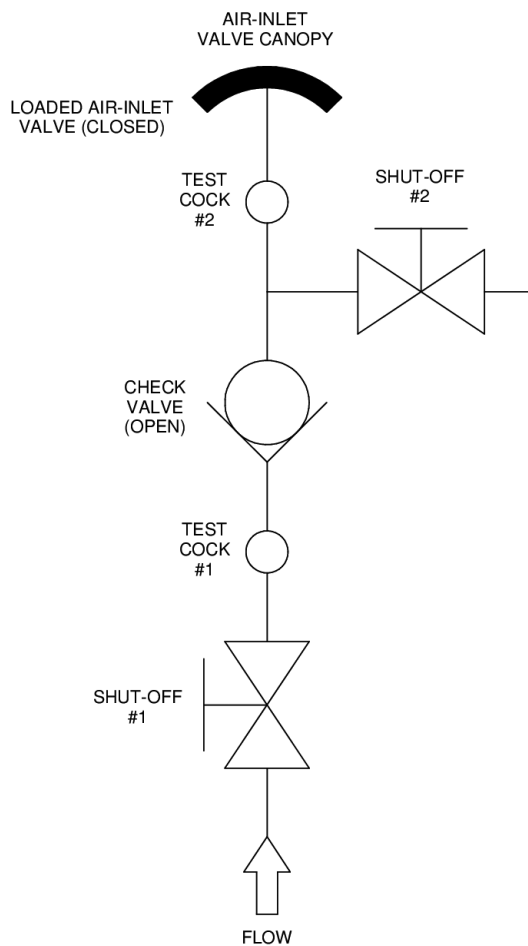 AIR-INLET
VALVE CANOPY
LOADED AIR-INLET
VALVE (CLOSED)
TEST
COCK
#2
SHUT-OFF
#2
CHECK
VALVE
(OPEN)
TEST
COCK
#1
SHUT-OFF
#1
FLOW